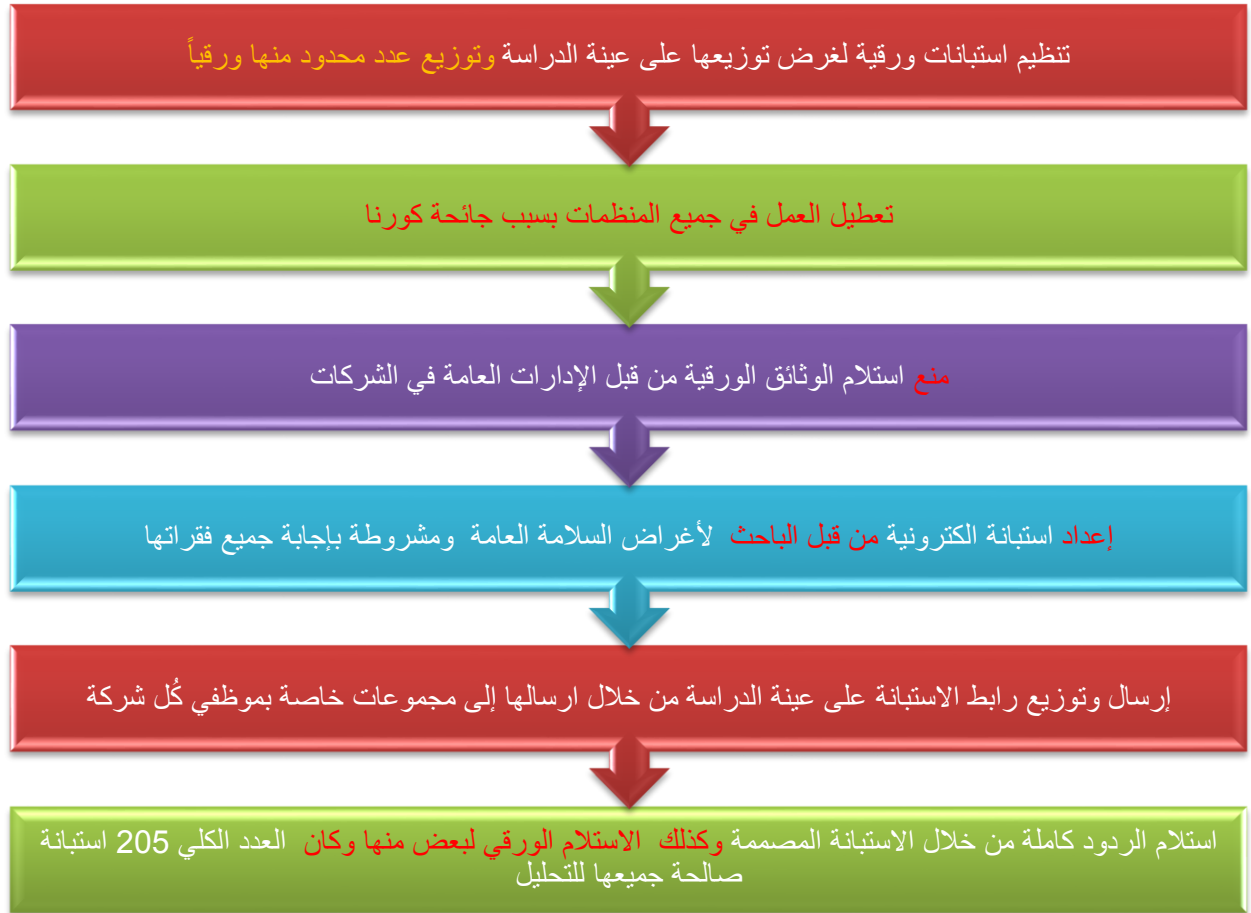 تنظيم استبانات ورقية لغرض توزيعها على عينة الدراسة وتوزيع عدد محدود منها ورقياً
تعطيل العمل في جميع المنظمات بسبب جائحة كورنا
منع استلام الوثائق الورقية من قبل الإدارات العامة في الشركات
إعداد استبانة الكترونية من قبل الباحث لأغراض السلامة العامة ومشروطة بإجابة جميع فقراتها
إرسال وتوزيع رابط الاستبانة على عينة الدراسة من خلال ارسالها إلى مجموعات خاصة بموظفي كُل شركة
استلام الردود كاملة من خلال الاستبانة المصممة وكذلك الاستلام الورقي لبعض منها وكان العدد الكلي 205 استبانة
صالحة جميعها للتحليل